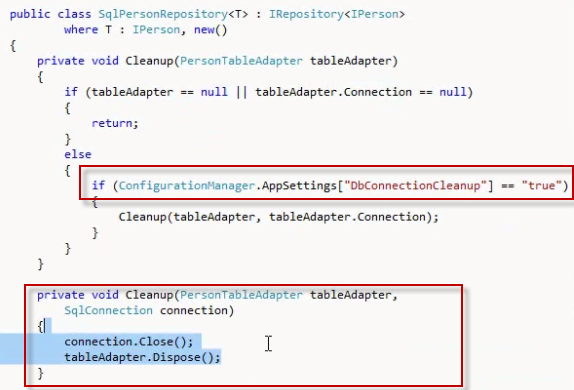 public class SqlPersonRepository<T> : IRepository<IPerson>
where T : IPerson, new()
{
private void Cleanup(PersonTableAdapter tableAdapter)
{
if (tableAdapter == null || tableAdapter.Connection == null)
{
return;
}
else
{
if (ConfigurationManager.AppSettings["DbConnectionCleanup"] == "true")
{
Cleanup(tableAdapter, tableAdapter.Connection);
}
}
}
private void Cleanup(PersonTableAdapter tableAdapter,
SqlConnection connection)
{
connection.Close();
tableAdapter.Dispose();
}